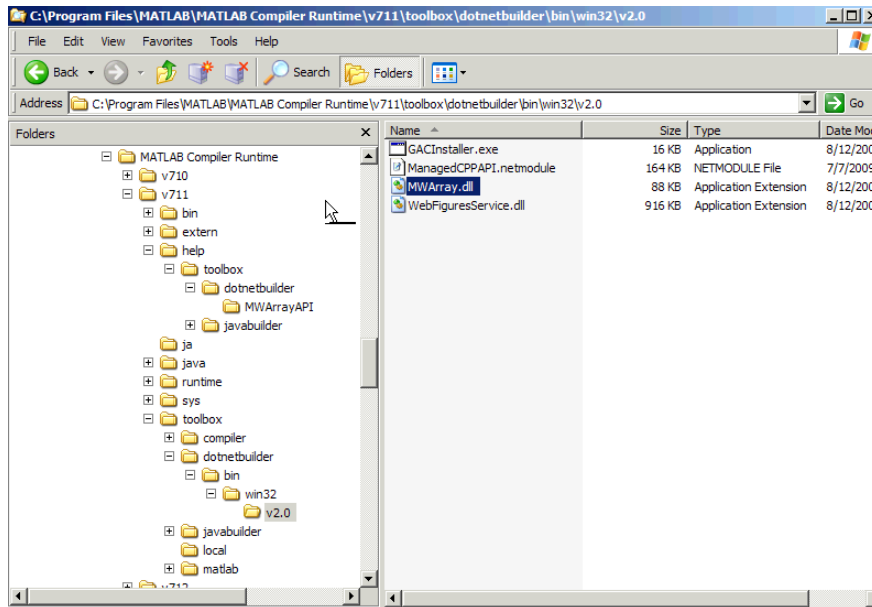 C:\Program Files\MATLAB\MATLAB Compiler Runtime\v711\toolbox\dotnetbuilder\bin\win32\v2.0
File Edit View Favorites Tools Help
Back Search Folders
Address C:\Program Files\MATLAB\MATLAB Compiler Runtime\v711\toolbox\dotnetbuilder\bin\win32\v2.0 Go
Folders x
Name Size Type Date Mo
GACInstaller.exe 16 KB Application 8/12/200
ManagedCPPAPI.netmodule 164 KB NETMODULE File 7/7/2009
MWArray.dll 88 KB Application Extension 8/12/200
WebFiguresService.dll 916 KB Application Extension 8/12/200
MATLAB Compiler Runtime
v710
v711
bin
extern
help
toolbox
dotnetbuilder
MWArrayAPI
javabuilder
ja
java
runtime
sys
toolbox
compiler
dotnetbuilder
bin
win32
v2.0
javabuilder
local
matlab